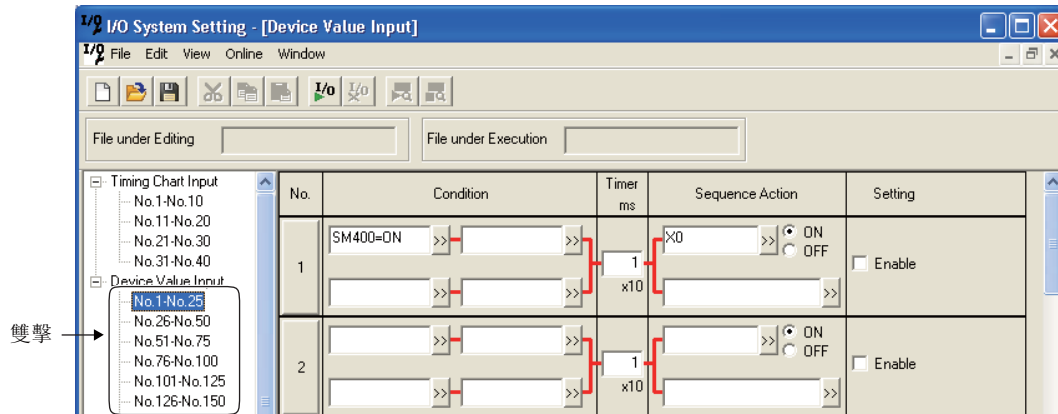 I/O System Setting - [Device Value Input]
File Edit View Online Window
I/O I/O
File under Editing File under Execution
Timing Chart Input
No.1-No.10
No.11-No.20
No.21-No.30
No.31-No.40
Device Value Input
No.1-No.25
No.26-No.50
No.51-No.75
No.76-No.100
No.101-No.125
No.126-No.150
雙擊
No. Condition Timer ms Sequence Action Setting
1 SM400=ON >> >> 1 x10 X0 >> ON OFF Enable
>> >> >>
2 >> >> 1 x10 >> ON OFF Enable
>> >> >>